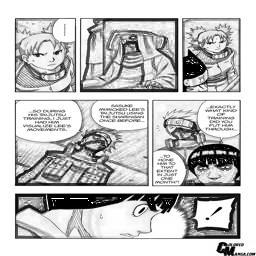 ...SO DURING
HIS TAIJUTSU
TRAINING, I JUST
HAD HIM
VISUALIZE LEE'S
MOVEMENTS.
SASUKE
MIMICKED LEE'S
TAIJUTSU USING
THE SHARINGAN
ONCE BEFORE...
...EXACTLY
WHAT KIND
OF
TRAINING
DID YOU
PUT HIM
THROUGH...
...TO
HONE HIM
TO THAT
EXTENT IN
JUST ONE
MONTH?!
!
COLORED
MANGA.COM